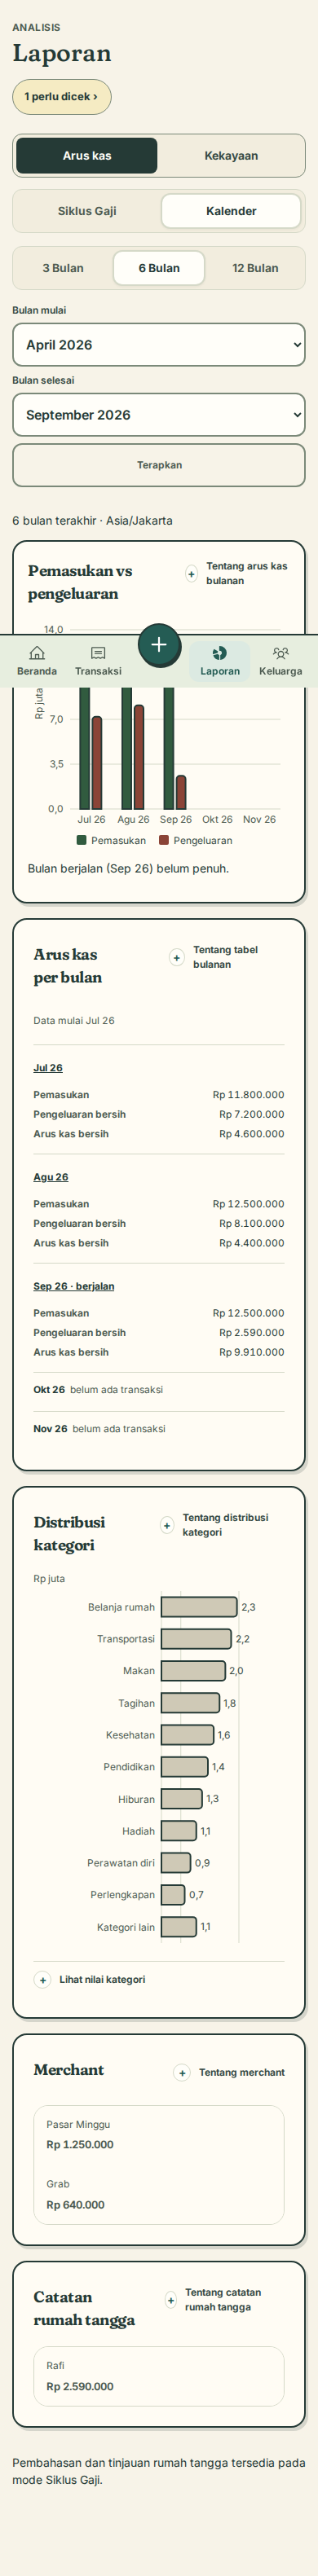 ANALISIS
Laporan
1 perlu dicek ›
Arus kas
Kekayaan
Siklus Gaji
Kalender
3 Bulan
6 Bulan
12 Bulan
Bulan mulai
April 2026
Bulan selesai
September 2026
Terapkan
6 bulan terakhir · Asia/Jakarta
Pemasukan vs
pengeluaran
+
Tentang arus kas
bulanan
14,0
+
Beranda
Transaksi
Laporan
Keluarga
Rp juta
7,0
3,5
0,0
Jul 26
Agu 26
Sep 26
Okt 26
Nov 26
Pemasukan
Pengeluaran
Bulan berjalan (Sep 26) belum penuh.
Arus kas
per bulan
+
Tentang tabel
bulanan
Data mulai Jul 26
Jul 26
Pemasukan Rp 11.800.000
Pengeluaran bersih Rp 7.200.000
Arus kas bersih Rp 4.600.000
Agu 26
Pemasukan Rp 12.500.000
Pengeluaran bersih Rp 8.100.000
Arus kas bersih Rp 4.400.000
Sep 26 · berjalan
Pemasukan Rp 12.500.000
Pengeluaran bersih Rp 2.590.000
Arus kas bersih Rp 9.910.000
Okt 26 belum ada transaksi
Nov 26 belum ada transaksi
Distribusi
kategori
+
Tentang distribusi
kategori
Rp juta
Belanja rumah 2,3
Transportasi 2,2
Makan 2,0
Tagihan 1,8
Kesehatan 1,6
Pendidikan 1,4
Hiburan 1,3
Hadiah 1,1
Perawatan diri 0,9
Perlengkapan 0,7
Kategori lain 1,1
+ Lihat nilai kategori
Merchant
+ Tentang merchant
Pasar Minggu
Rp 1.250.000
Grab
Rp 640.000
Catatan
rumah tangga
+
Tentang catatan
rumah tangga
Rafi
Rp 2.590.000
Pembahasan dan tinjauan rumah tangga tersedia pada
mode Siklus Gaji.